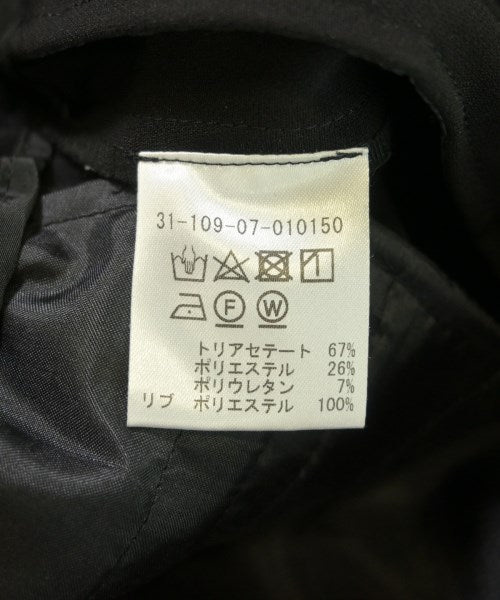 31-109-07-010150
F W
トリアセテート 67%
ポリエステル 26%
ポリウレタン 7%
リブ ポリエステル 100%